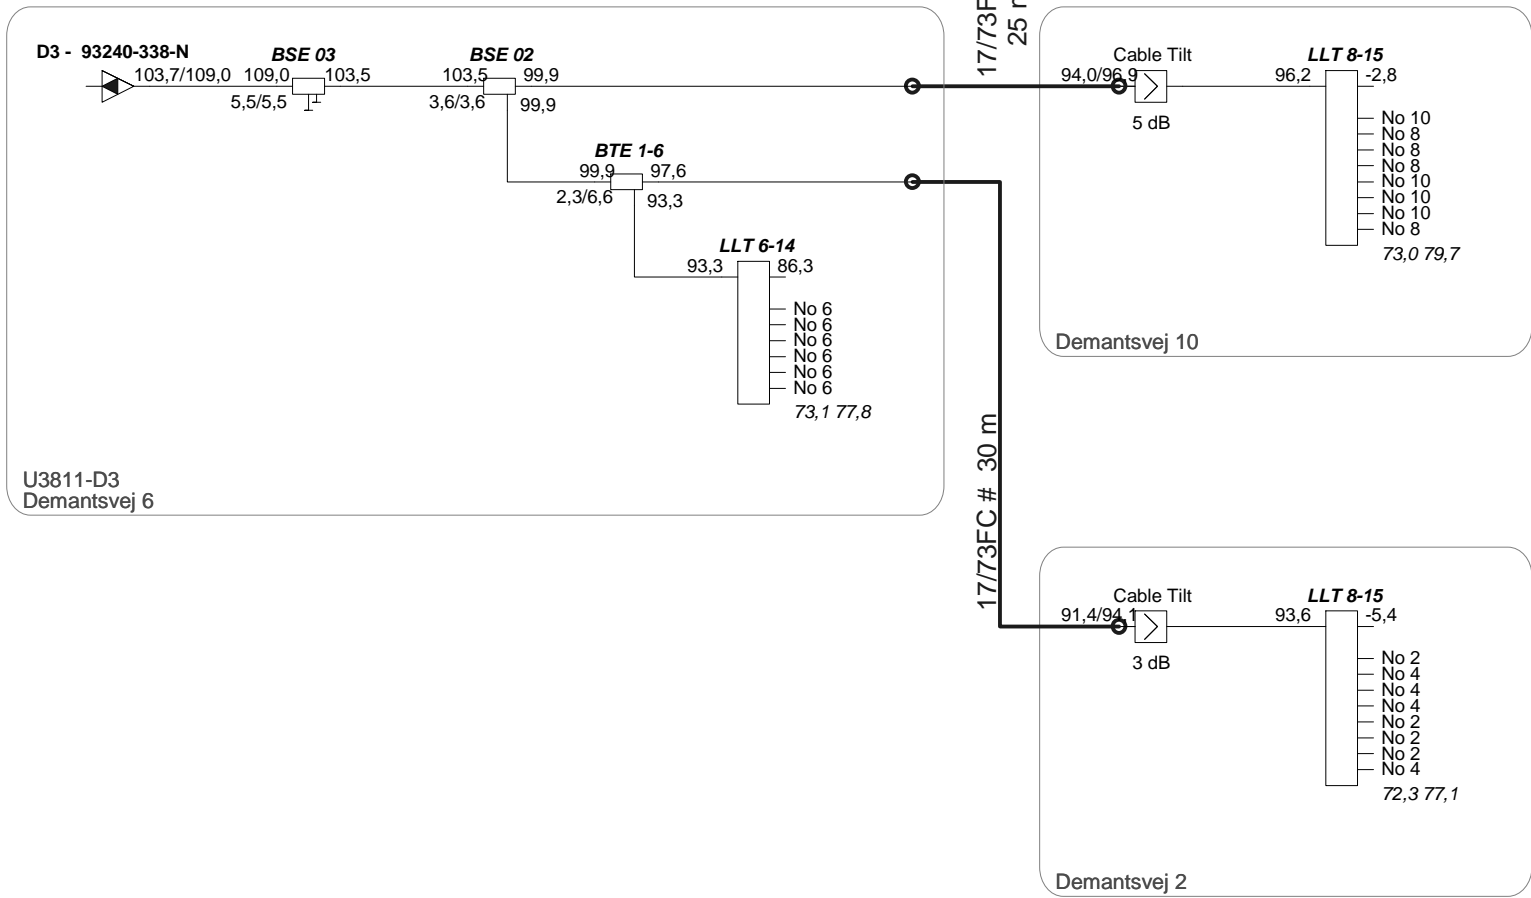 D3 - 93240-338-N
103,7/109,0
BSE 03
109,0
103,5
5,5/5,5
BSE 02
103,5
99,9
3,6/3,6
99,9
BTE 1-6
99,9
97,6
2,3/6,6
93,3
LLT 6-14
93,3
86,3
No 6
No 6
No 6
No 6
No 6
No 6
73,1 77,8
U3811-D3
Demantsvej 6
17/73F
25
17/73FC # 30 m
Cable Tilt
94,0/96,9
5 dB
LLT 8-15
96,2
-2,8
No 10
No 8
No 8
No 8
No 10
No 10
No 10
No 8
73,0 79,7
Demantsvej 10
Cable Tilt
91,4/94,1
3 dB
LLT 8-15
93,6
-5,4
No 2
No 4
No 4
No 4
No 2
No 2
No 2
No 4
72,3 77,1
Demantsvej 2